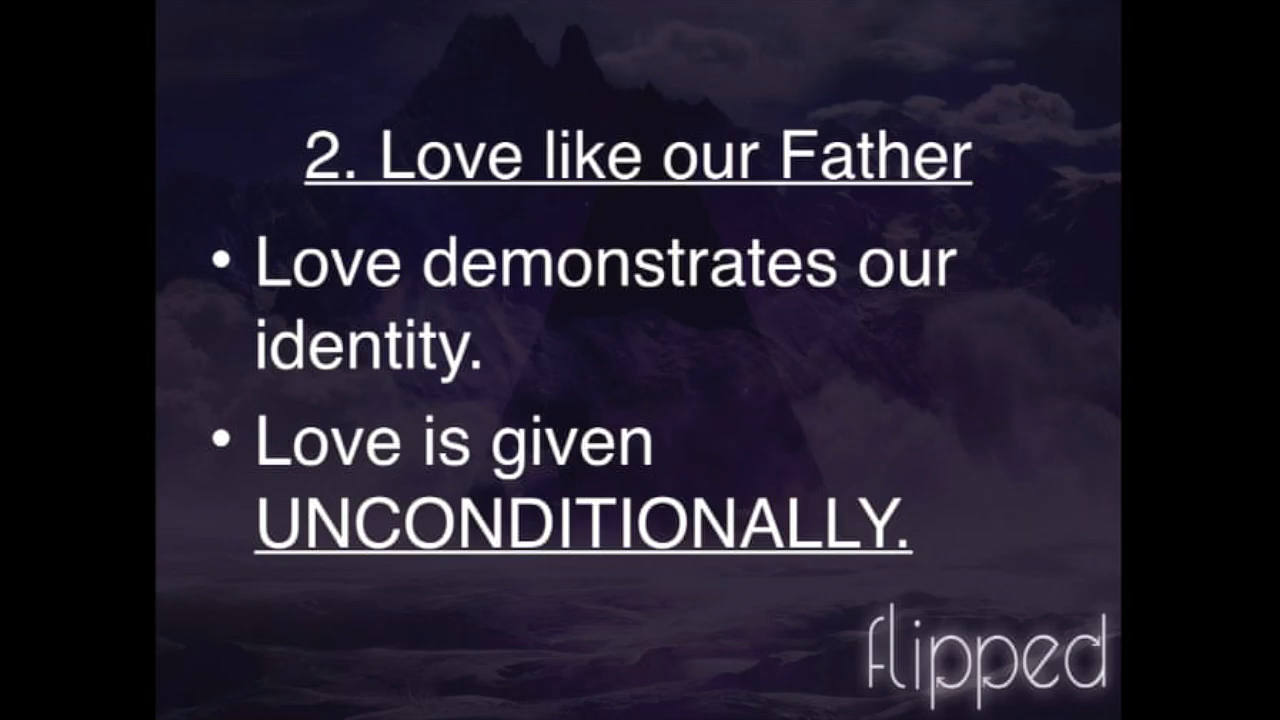 2. Love like our Father
• Love demonstrates our
identity.
• Love is given
UNCONDITIONALLY.
flipped